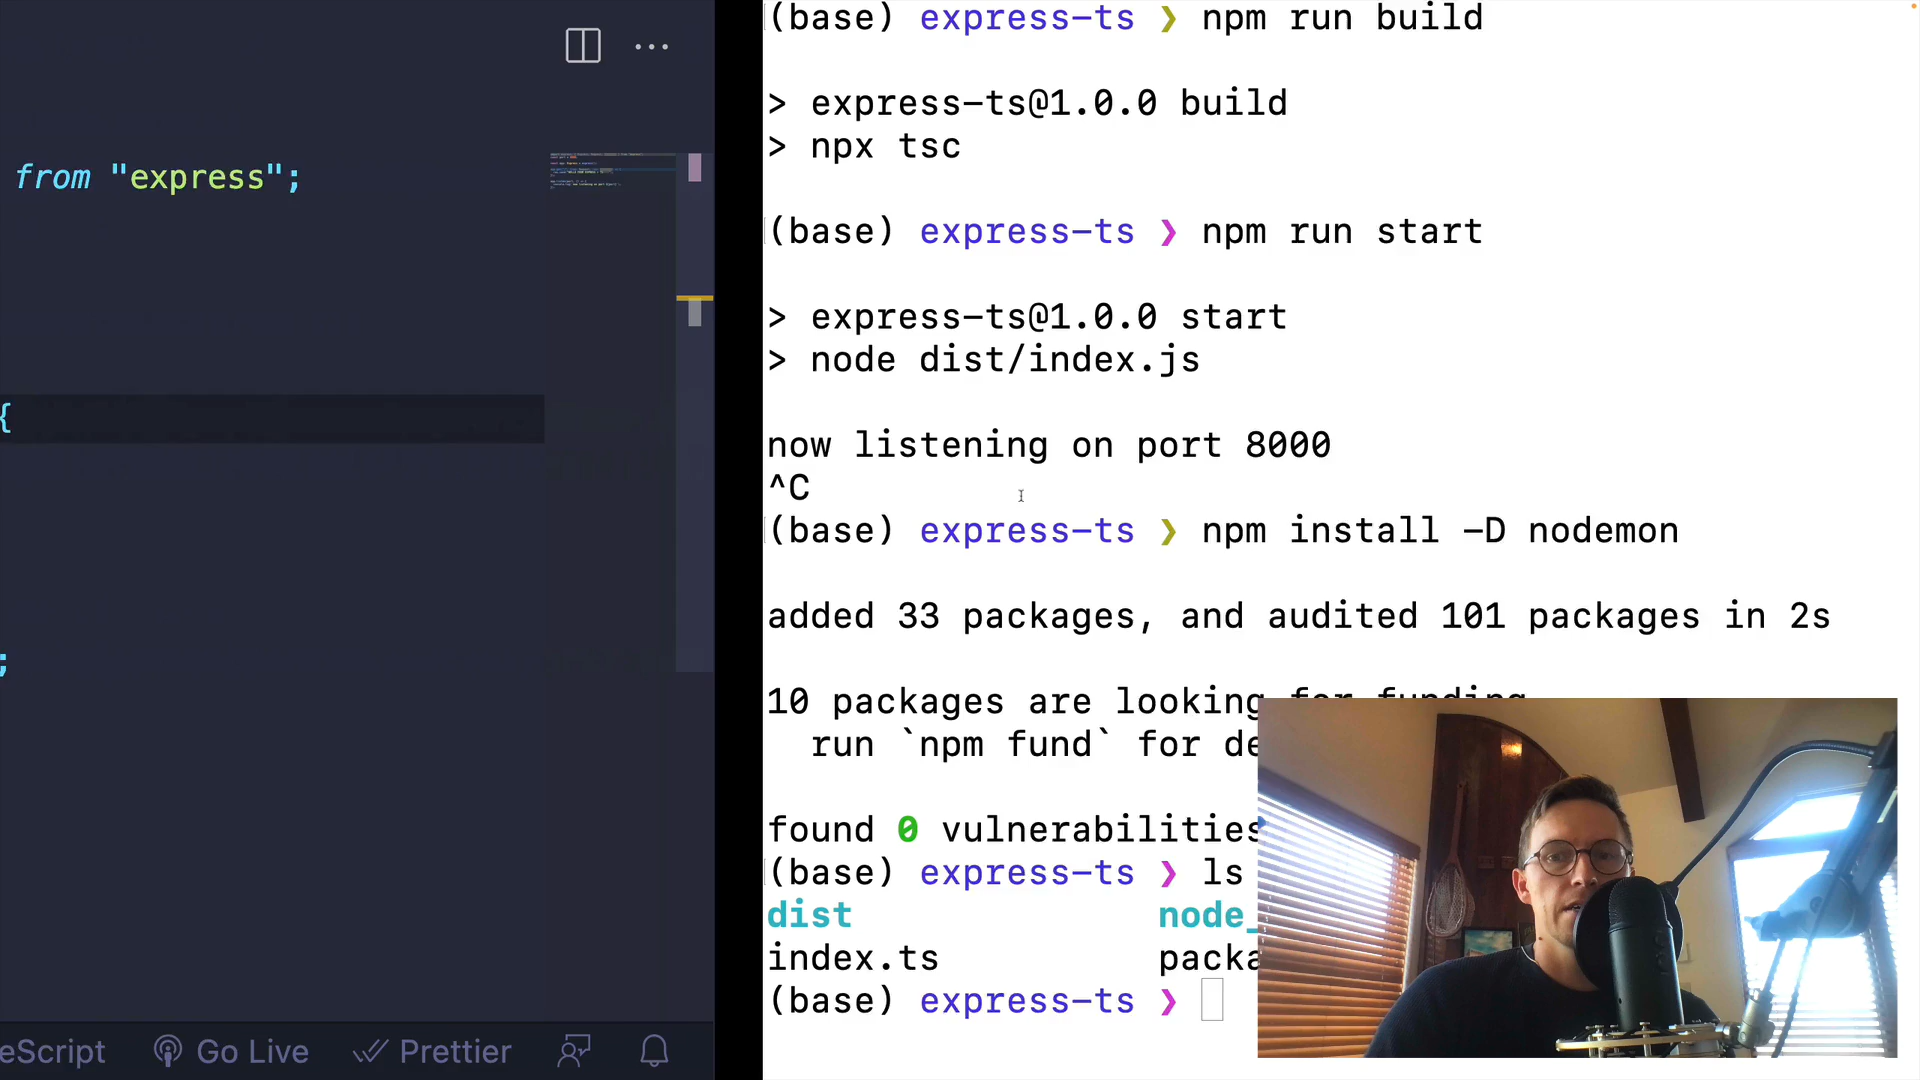 from "express";
{
;
eScript Go Live Prettier
(base) express-ts ❯ npm run build
> express-ts@1.0.0 build
> npx tsc
(base) express-ts ❯ npm run start
> express-ts@1.0.0 start
> node dist/index.js
now listening on port 8000
^C
(base) express-ts ❯ npm install -D nodemon
added 33 packages, and audited 101 packages in 2s
10 packages are looking for funding
run `npm fund` for de
found 0 vulnerabilities
(base) express-ts ❯ ls
dist node_
index.ts packa
(base) express-ts ❯